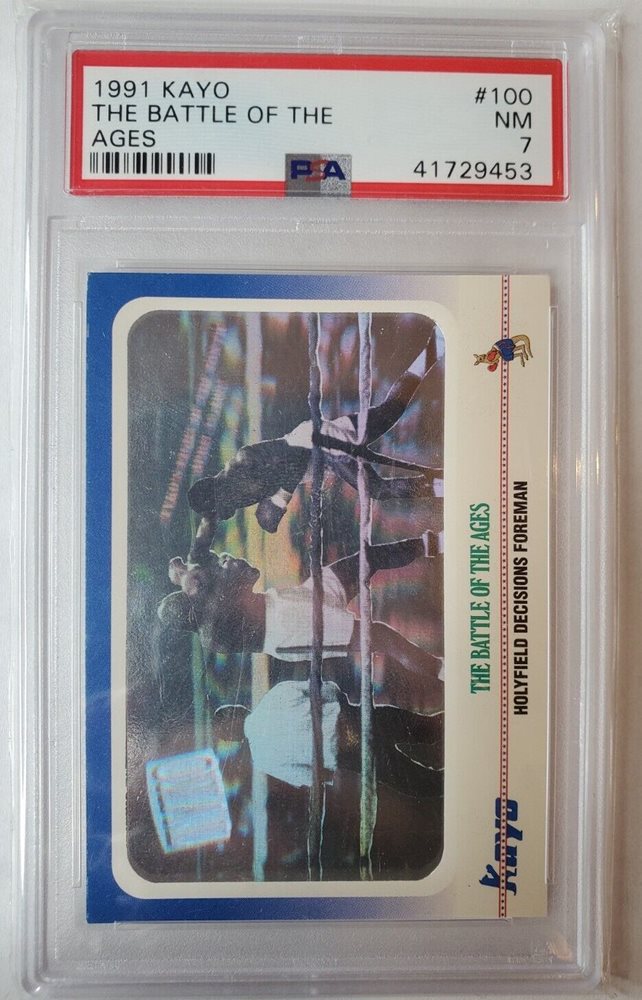 1991 KAYO #100
THE BATTLE OF THE NM
AGES 7
PSA 41729453
THE BATTLE OF THE AGES
HOLYFIELD DECISIONS FOREMAN
Kayo